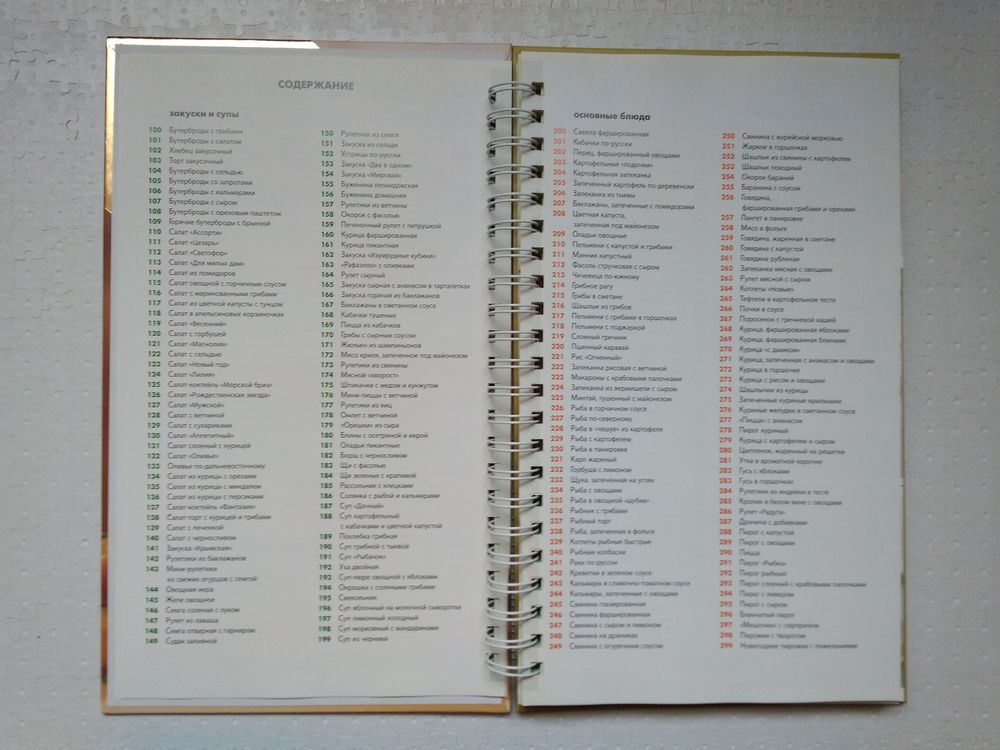 СОДЕРЖАНИЕ
закуски и супы
100 Бутерброды с грибами
101 Бутерброды с салатом
102 Хлебец закусочный
103 Торт закусочный
104 Бутерброды с сельдью
105 Бутерброды со шпротами
106 Бутерброды с кальмарами
107 Бутерброды с сыром
108 Бутерброды с ореховым паштетом
109 Горячие бутерброды с брынзой
110 Салат «Ассорти»
111 Салат «Цезарь»
112 Салат «Светофор»
113 Салат «Для милых дам»
114 Салат из помидоров
115 Салат овощной с горчичным соусом
116 Салат с маринованными грибами
117 Салат из цветной капусты с тунцом
118 Салат в апельсиновых корзиночках
119 Салат «Весенний»
120 Салат с горбушей
121 Салат «Магнолия»
122 Салат с сельдью
123 Салат «Новый год»
124 Салат «Лилия»
125 Салат-коктейль «Морской бриз»
126 Салат «Рождественская звезда»
127 Салат «Мужской»
128 Салат с ветчиной
129 Салат с сухариками
130 Салат «Аппетитный»
131 Салат слоеный с курицей
132 Салат «Оливье»
133 Оливье по-дальневосточному
134 Салат из курицы с орехами
135 Салат из курицы с миндалем
136 Салат из курицы с персиками
137 Салат-коктейль «Фантазия»
138 Салат-торт с курицей и грибами
139 Салат с печенкой
140 Салат с черносливом
141 Закуска «Крымская»
142 Рулетики из баклажанов
143 Мини-рулетики
из свежих огурцов с семгой
144 Овощная икра
145 Желе овощное
146 Семга соленая с луком
147 Рулет из лаваша
148 Семга отварная с гарниром
149 Судак заливной
150 Рулетики из семги
151 Закуска из сельди
152 Устрицы по-русски
153 Закуска «Два в одном»
154 Закуска «Мировая»
155 Буженина леонидовская
156 Буженина домашняя
157 Рулетики из ветчины
158 Окорок с фасолью
159 Печеночный рулет с петрушкой
160 Курица фаршированная
161 Курица пикантная
162 Закуска «Изумрудные кубики»
163 «Рафаэлло» с оливками
164 Рулет сырный
165 Закуска сырная с ананасом в тарталетках
166 Закуска горячая из баклажанов
167 Баклажаны в сметанном соусе
168 Кабачки тушеные
169 Пицца из кабачков
170 Грибы с сырным соусом
171 Жюльен из шампиньонов
172 Мясо криля, запеченное под майонезом
173 Рулетики из свинины
174 Мясной «хворост»
175 Шпикачки с медом и кунжутом
176 Мини-пиццы с ветчиной
177 Рулетики из яиц
178 Омлет с ветчиной
179 «Орешки» из сыра
180 Блины с осетриной и икрой
181 Оладьи пикантные
182 Борщ с черносливом
183 Щи с фасолью
184 Щи зеленые с крапивой
185 Рассольник с клецками
186 Солянка с рыбой и кальмарами
187 Суп «Дачный»
188 Суп картофельный
с кабачками и цветной капустой
189 Похлебка грибная
190 Суп грибной с тыквой
191 Суп «Рыбачок»
192 Уха двойная
193 Суп-пюре овощной с яблоками
194 Окрошка с солеными грибами
195 Свекольник
196 Суп яблочный на молочной сыворотке
197 Суп лимонный холодный
198 Суп морковный с мандаринами
199 Суп из черники
основные блюда
200 Свекла фаршированная
201 Кабачки по-русски
202 Перец, фаршированный овощами
203 Картофельные «лодочки»
204 Картофельная запеканка
205 Запеченный картофель по-деревенски
206 Запеканка из тыквы
207 Баклажаны, запеченные с помидорами
208 Цветная капуста,
запеченная под майонезом
209 Оладьи овощные
210 Пельмени с капустой и грибами
211 Манник капустный
212 Фасоль стручковая с сыром
213 Чечевица по-южному
214 Грибное рагу
215 Грибы в сметане
216 Шашлык из грибов
217 Пельмени с грибами в горшочках
218 Пельмени с поджаркой
219 Слоеный гречник
220 Пшенный каравай
221 Рис «Огненный»
222 Запеканка рисовая с ветчиной
223 Макароны с крабовыми палочками
224 Запеканка из вермишели с сыром
225 Минтай, тушенный с майонезом
226 Рыба в горчичном соусе
227 Рыба по-северному
228 Рыба в «чешуе» из картофеля
229 Рыба с картофелем
230 Рыба в панировке
231 Карп жареный
232 Горбуша с лимоном
233 Щука, запеченная на углях
234 Рыба с овощами
235 Рыба в овощной «шубке»
236 Рыбник с грибами
237 Рыбный торт
238 Рыба, запеченная в фольге
239 Котлеты рыбные быстрые
240 Рыбные колбаски
241 Раки по-русски
242 Креветки в зеленом соусе
243 Кальмары в сливочно-томатном соусе
244 Кальмары, запеченные с овощами
245 Свинина глазированная
246 Свинина фаршированная
247 Свинина с сыром и лимоном
248 Свинина на драниках
249 Свинина с огуречным соусом
250 Свинина с корейской морковью
251 Жаркое в горшочках
252 Шашлык из свинины с картофелем
253 Шашлык походный
254 Окорок бараний
255 Баранина с соусом
256 Говядина,
фаршированная грибами и орехами
257 Лангет в панировке
258 Мясо в фольге
259 Говядина, жаренная в сметане
260 Говядина с капустой
261 Говядина рубленая
262 Запеканка мясная с овощами
263 Рулет мясной с сыром
264 Котлеты «Новые»
265 Тефтели в картофельном тесте
266 Почки в соусе
267 Поросенок с гречневой кашей
268 Курица, фаршированная яблоками
269 Курица, фаршированная блинами
270 Курица «с дымком»
271 Курица, запеченная с ананасом и овощами
272 Курица в горшочке
273 Курица с рисом и овощами
274 Шашлычки из курицы
275 Запеченные куриные крылышки
276 Куриные желудки в сметанном соусе
277 «Пицца» с ананасом
278 Пирог куриный
279 Курица с картофелем и сыром
280 Цыпленок, жаренный на решетке
281 Утка в ароматной корочке
282 Гусь с яблоками
283 Гусь в горшочках
284 Рулетики из индейки в тесте
285 Кролик в белом вине с овощами
286 Рулет «Радуга»
287 Драчена с добавками
288 Пирог с капустой
289 Пирог с овощами
290 Пицца
291 Пирог «Рыбка»
292 Пирог рыбный
293 Пирог слоеный с крабовыми палочками
294 Пирог с ливером
295 Пирог с сыром
296 Блинчатый пирог
297 «Мешочки» с сюрпризом
298 Пирожки с творогом
299 Новогодние пирожки с пожеланиями